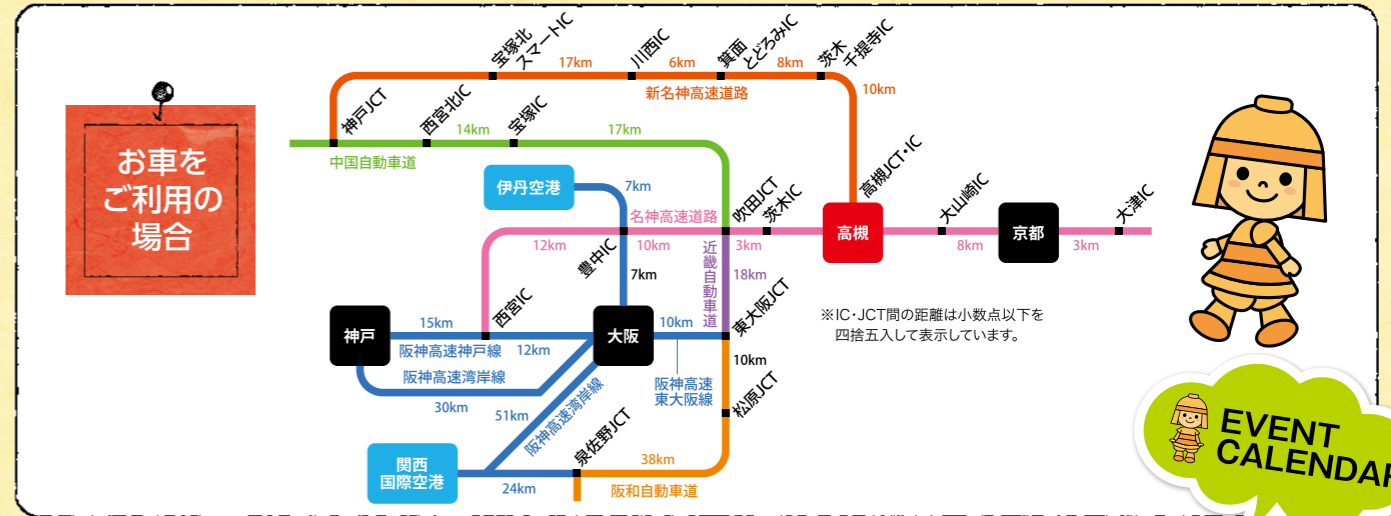 お車を
ご利用の
場合
宝塚北
スマートIC
17km
川西IC
6km
箕面
とどろみIC
8km
茨木
千提寺IC
10km
新名神高速道路
神戸JCT
西宮北IC
14km
宝塚IC
17km
中国自動車道
伊丹空港
7km
名神高速道路
吹田JCT
茨木IC
高槻JCT・IC
大山崎IC
大津IC
高槻
京都
12km
豊中IC
10km
3km
8km
3km
7km
近畿自動車道
18km
西宮IC
神戸
15km
阪神高速神戸線
12km
大阪
10km
東大阪JCT
阪神高速湾岸線
30km
阪神高速
東大阪線
10km
松原JCT
51km
阪神高速湾岸線
関西
国際空港
24km
泉佐野JCT
38km
阪和自動車道
※IC・JCT間の距離は小数点以下を
四捨五入して表示しています。
EVENT
CALENDAR